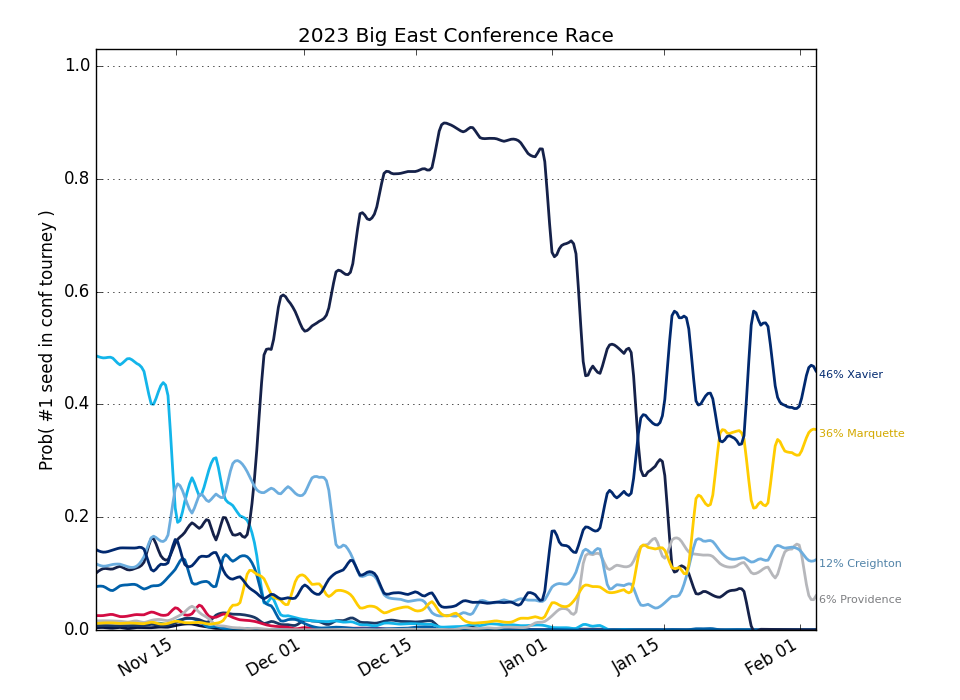 2023 Big East Conference Race
Prob( #1 seed in conf tourney )
1.0
0.8
0.6
0.4
0.2
0.0
46% Xavier
36% Marquette
12% Creighton
6% Providence
Nov 15
Dec 01
Dec 15
Jan 01
Jan 15
Feb 01